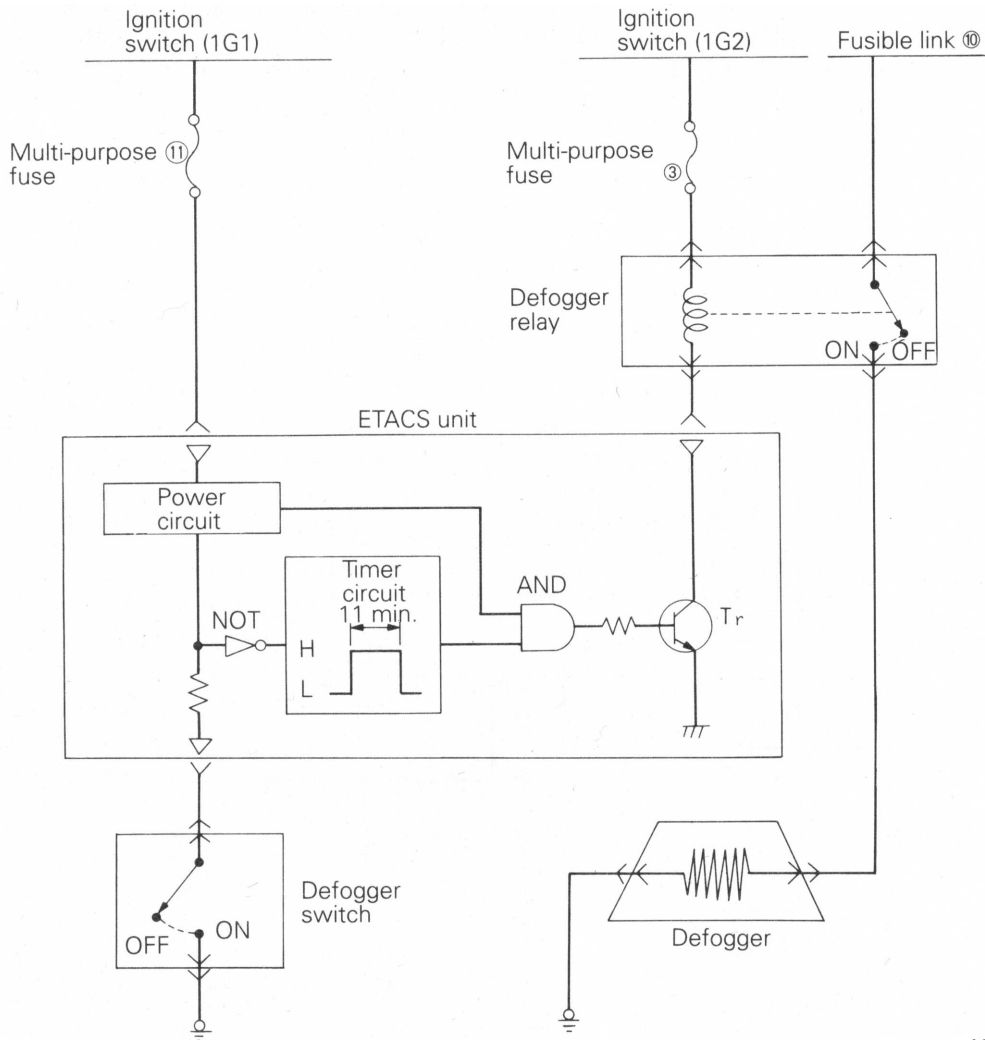 Ignition
switch (1G1)
Ignition
switch (1G2)
Fusible link ⑩
Multi-purpose ⑪
fuse
Multi-purpose
fuse
③
Defogger
relay
ON OFF
ETACS unit
Power
circuit
Timer
circuit
11 min.
NOT
H
L
AND
Tr
Defogger
switch
OFF
ON
Defogger